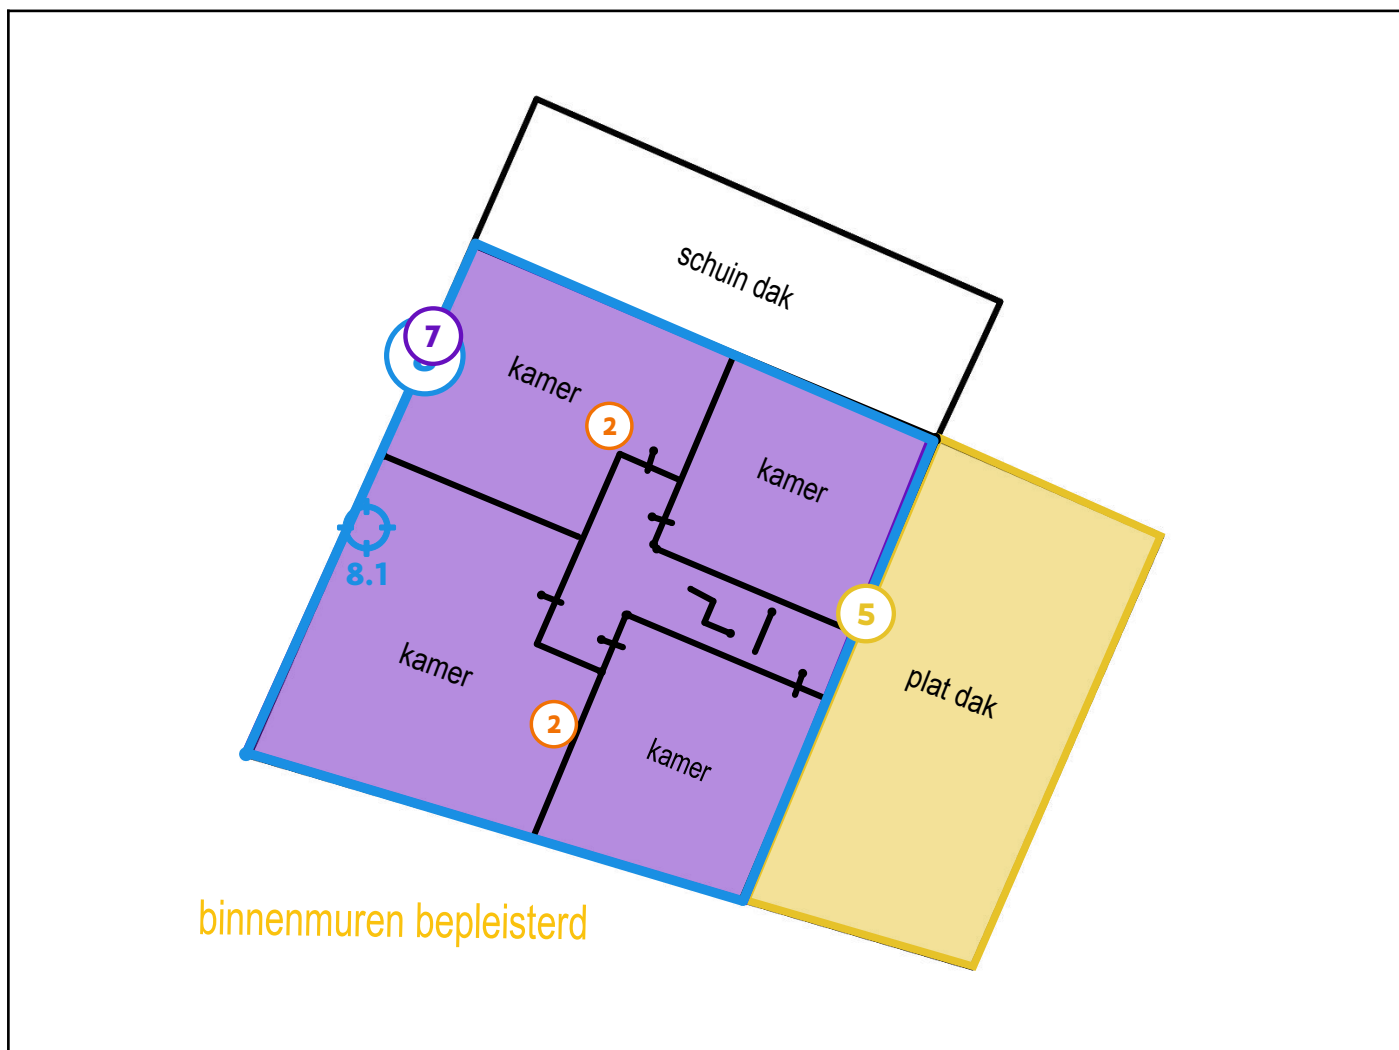 schuin dak
7
kamer
2
kamer
8.1
5
kamer
plat dak
2
kamer
binnenmuren bepleisterd